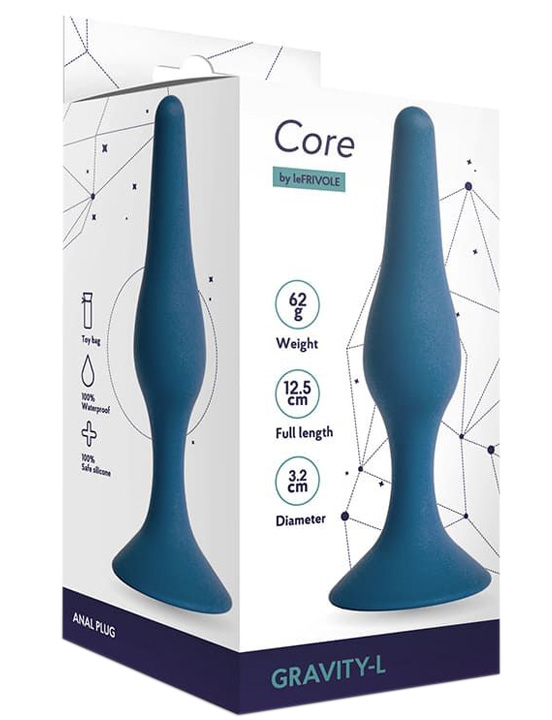 Core
by leFRIVOLE
62
g
Weight
12.5
cm
Full length
3.2
cm
Diameter
GRAVITY-L
Toy bag
100%
Waterproof
100%
Safe silicone
ANAL PLUG